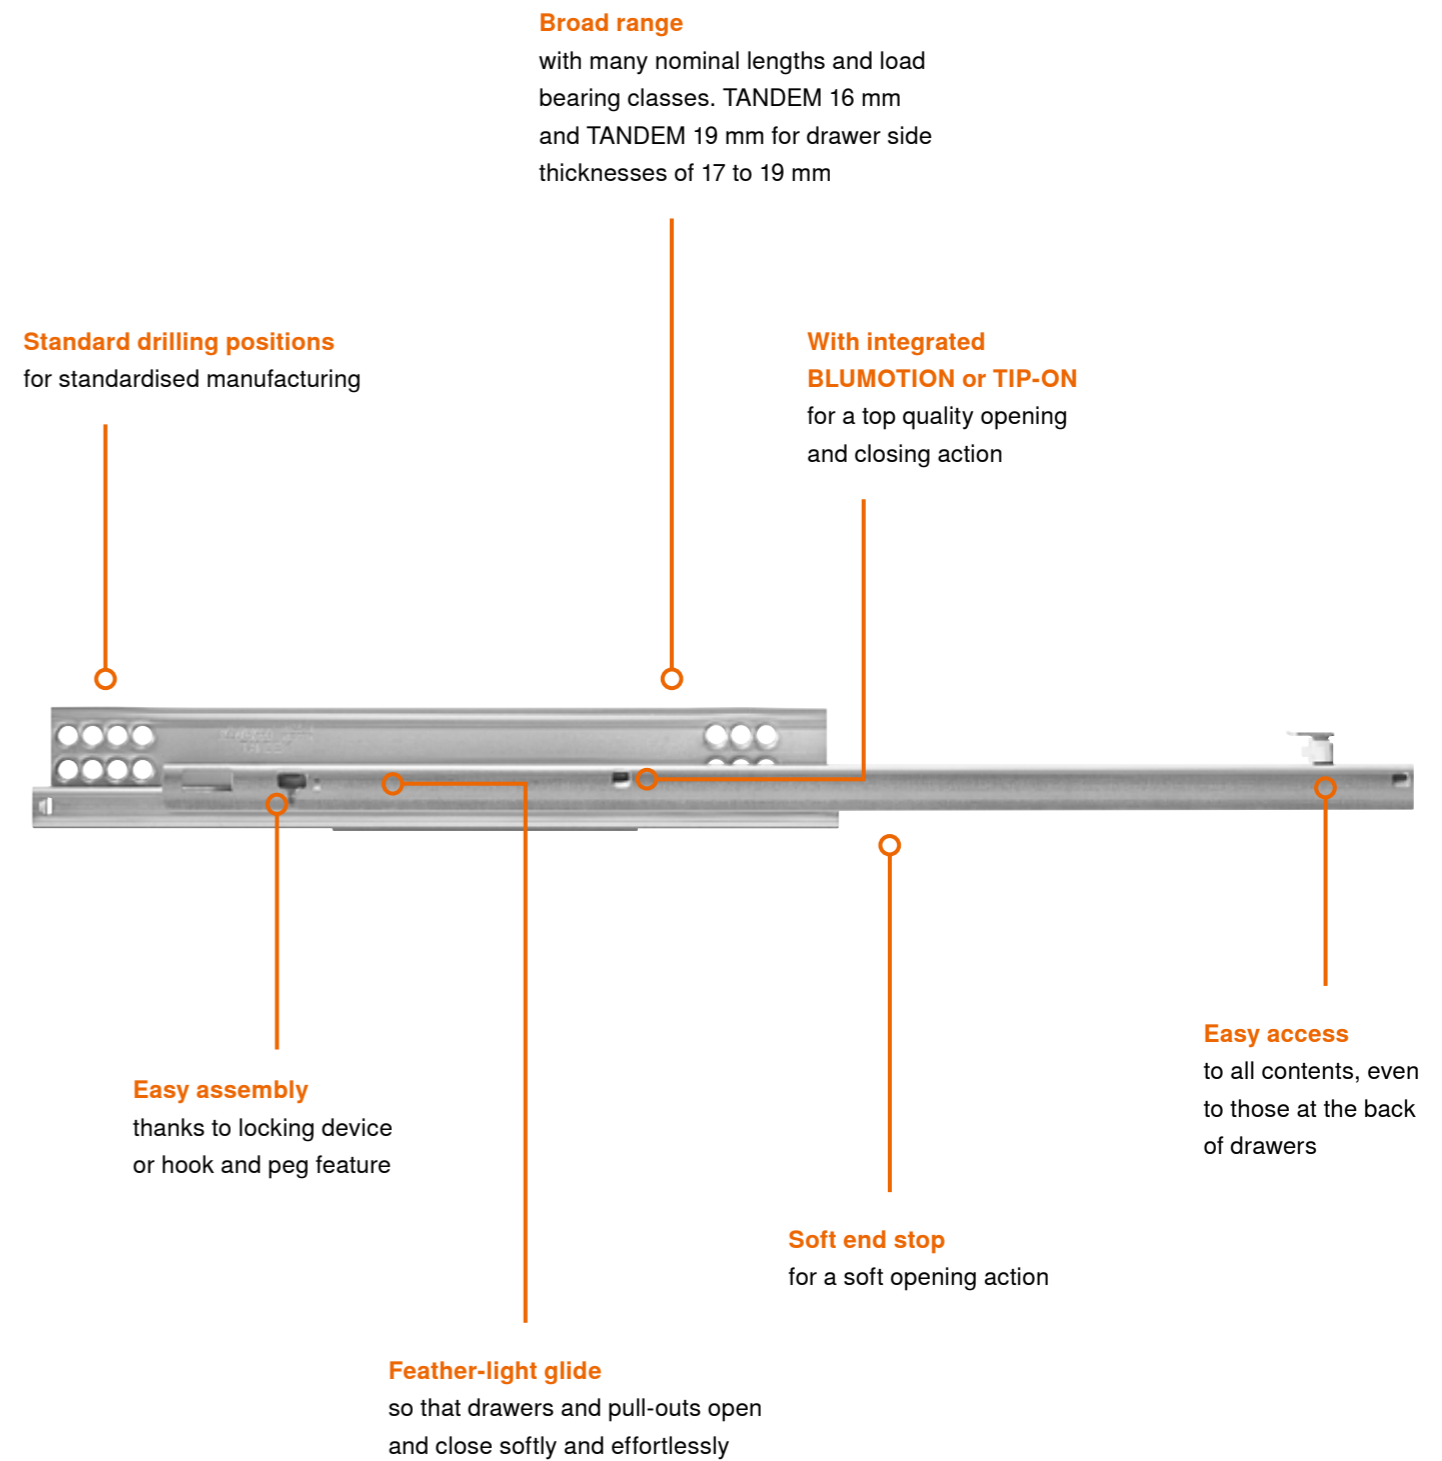 Broad range
with many nominal lengths and load
bearing classes. TANDEM 16 mm
and TANDEM 19 mm for drawer side
thicknesses of 17 to 19 mm
Standard drilling positions
for standardised manufacturing
With integrated
BLUMOTION or TIP-ON
for a top quality opening
and closing action
Easy access
to all contents, even
to those at the back
of drawers
Easy assembly
thanks to locking device
or hook and peg feature
Soft end stop
for a soft opening action
Feather-light glide
so that drawers and pull-outs open
and close softly and effortlessly